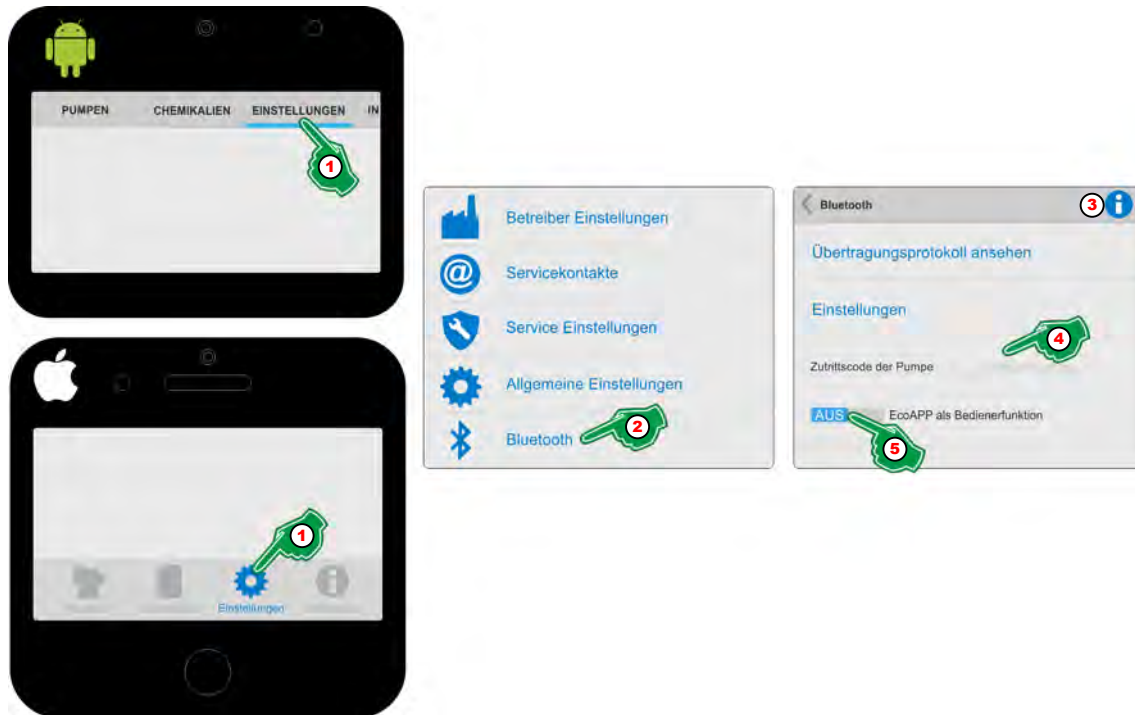 PUMPEN CHEMIKALIEN EINSTELLUNGEN IN
1
Einstellungen
1
Betreiber Einstellungen
Servicekontakte
Service Einstellungen
Allgemeine Einstellungen
Bluetooth
2
Bluetooth
3
Übertragungsprotokoll ansehen
Einstellungen
4
Zutrittscode der Pumpe
AUS EcoAPP als Bedienerfunktion
5